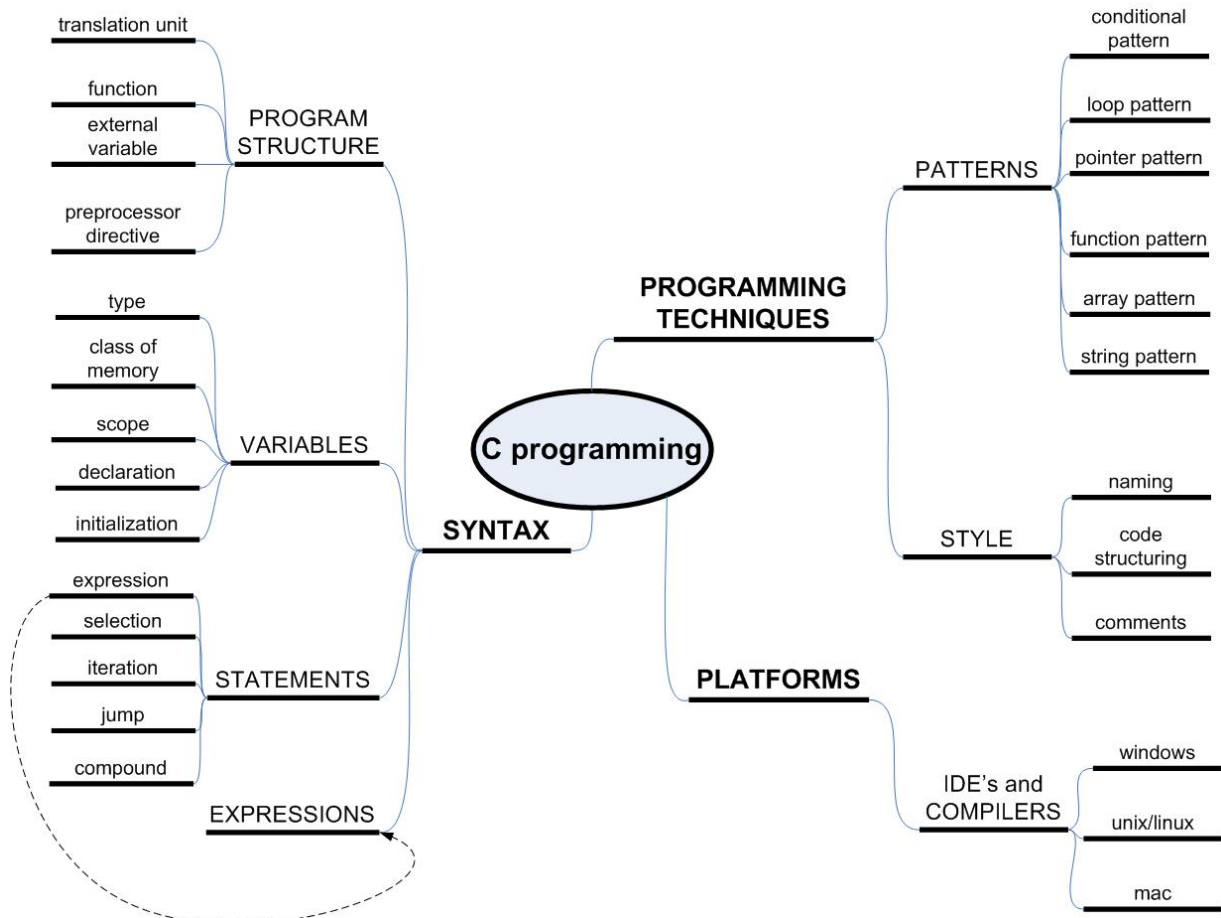 translation unit
function
external
variable
preprocessor
directive
PROGRAM
STRUCTURE
type
class of
memory
scope
declaration
initialization
VARIABLES
expression
selection
iteration
jump
compound
STATEMENTS
EXPRESSIONS
SYNTAX
C programming
PROGRAMMING
TECHNIQUES
PATTERNS
conditional
pattern
loop pattern
pointer pattern
function pattern
array pattern
string pattern
STYLE
naming
code
structuring
comments
PLATFORMS
IDE's and
COMPILERS
windows
unix/linux
mac